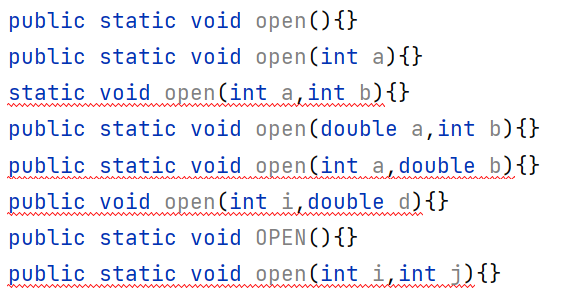 public static void open(){}
public static void open(int a){}
static void open(int a,int b){}
public static void open(double a,int b){}
public static void open(int a,double b){}
public void open(int i,double d){}
public static void OPEN(){}
public static void open(int i,int j){}